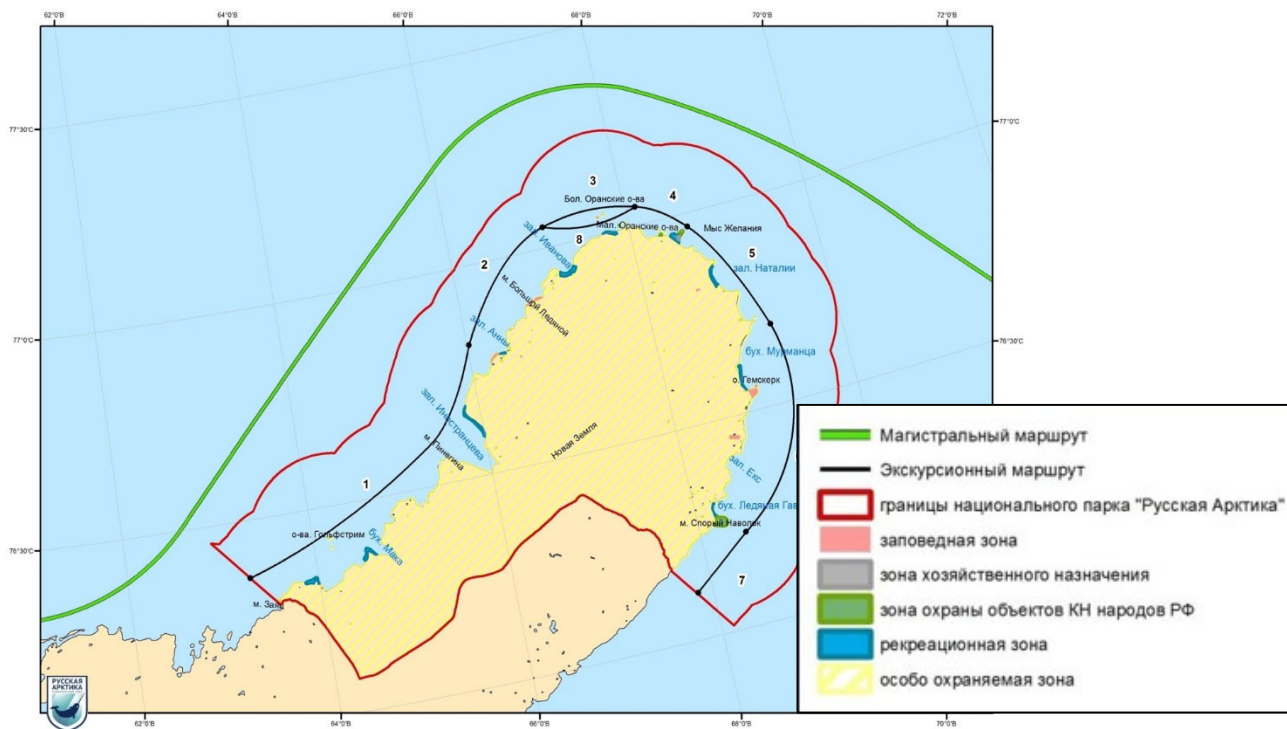 62°0'В
64°0'В
66°0'В
68°0'В
70°0'В
72°0'В
77°30'С
77°0'С
3
4
Бол. Оранские о-ва
Мал. Оранские о-ва
Мыс Желания
8
5
зал. Иванова
2
зал. Наталии
м. Большой Ледяной
77°0'С
76°30'С
зал. Анны
бух. Мурманца
о. Гемскерк
зал. Иностранцева
Новая Земля
м. Пинегина
зал. Екс
1
бух. Ледяная Гав
м. Спорый Наволок
о-ва. Гольфстрим
76°30'С
бух. Мака
7
Магистральный маршрут
Экскурсионный маршрут
границы национального парка "Русская Арктика"
заповедная зона
зона хозяйственного назначения
зона охраны объектов КН народов РФ
рекреационная зона
особо охраняемая зона
РУССКАЯ
АРКТИКА
62°0'В
64°0'В
66°0'В
68°0'В
70°0'В